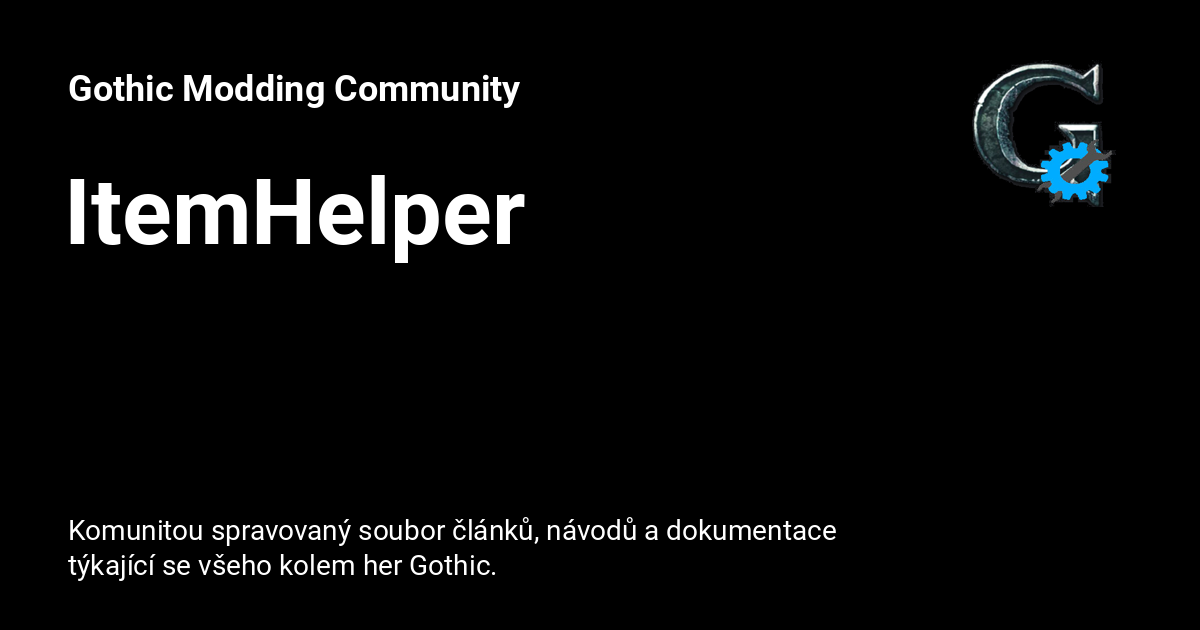 Gothic Modding Community
ItemHelper
Komunitou spravovaný soubor článků, návodů a dokumentace
týkající se všeho kolem her Gothic.